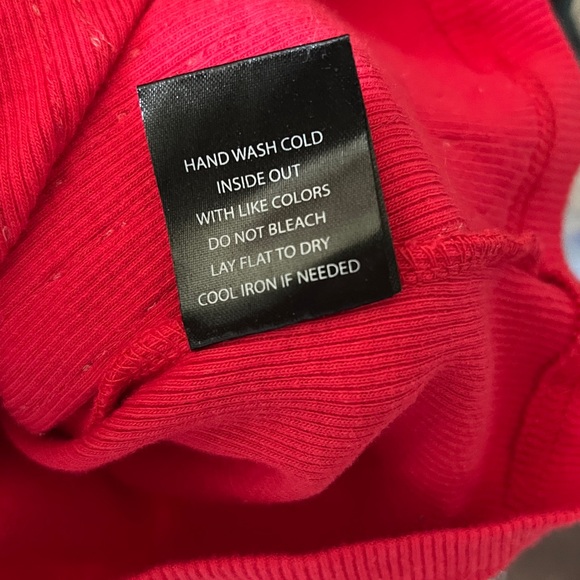 HAND WASH COLD
INSIDE OUT
WITH LIKE COLORS
DO NOT BLEACH
LAY FLAT TO DRY
COOL IRON IF NEEDED